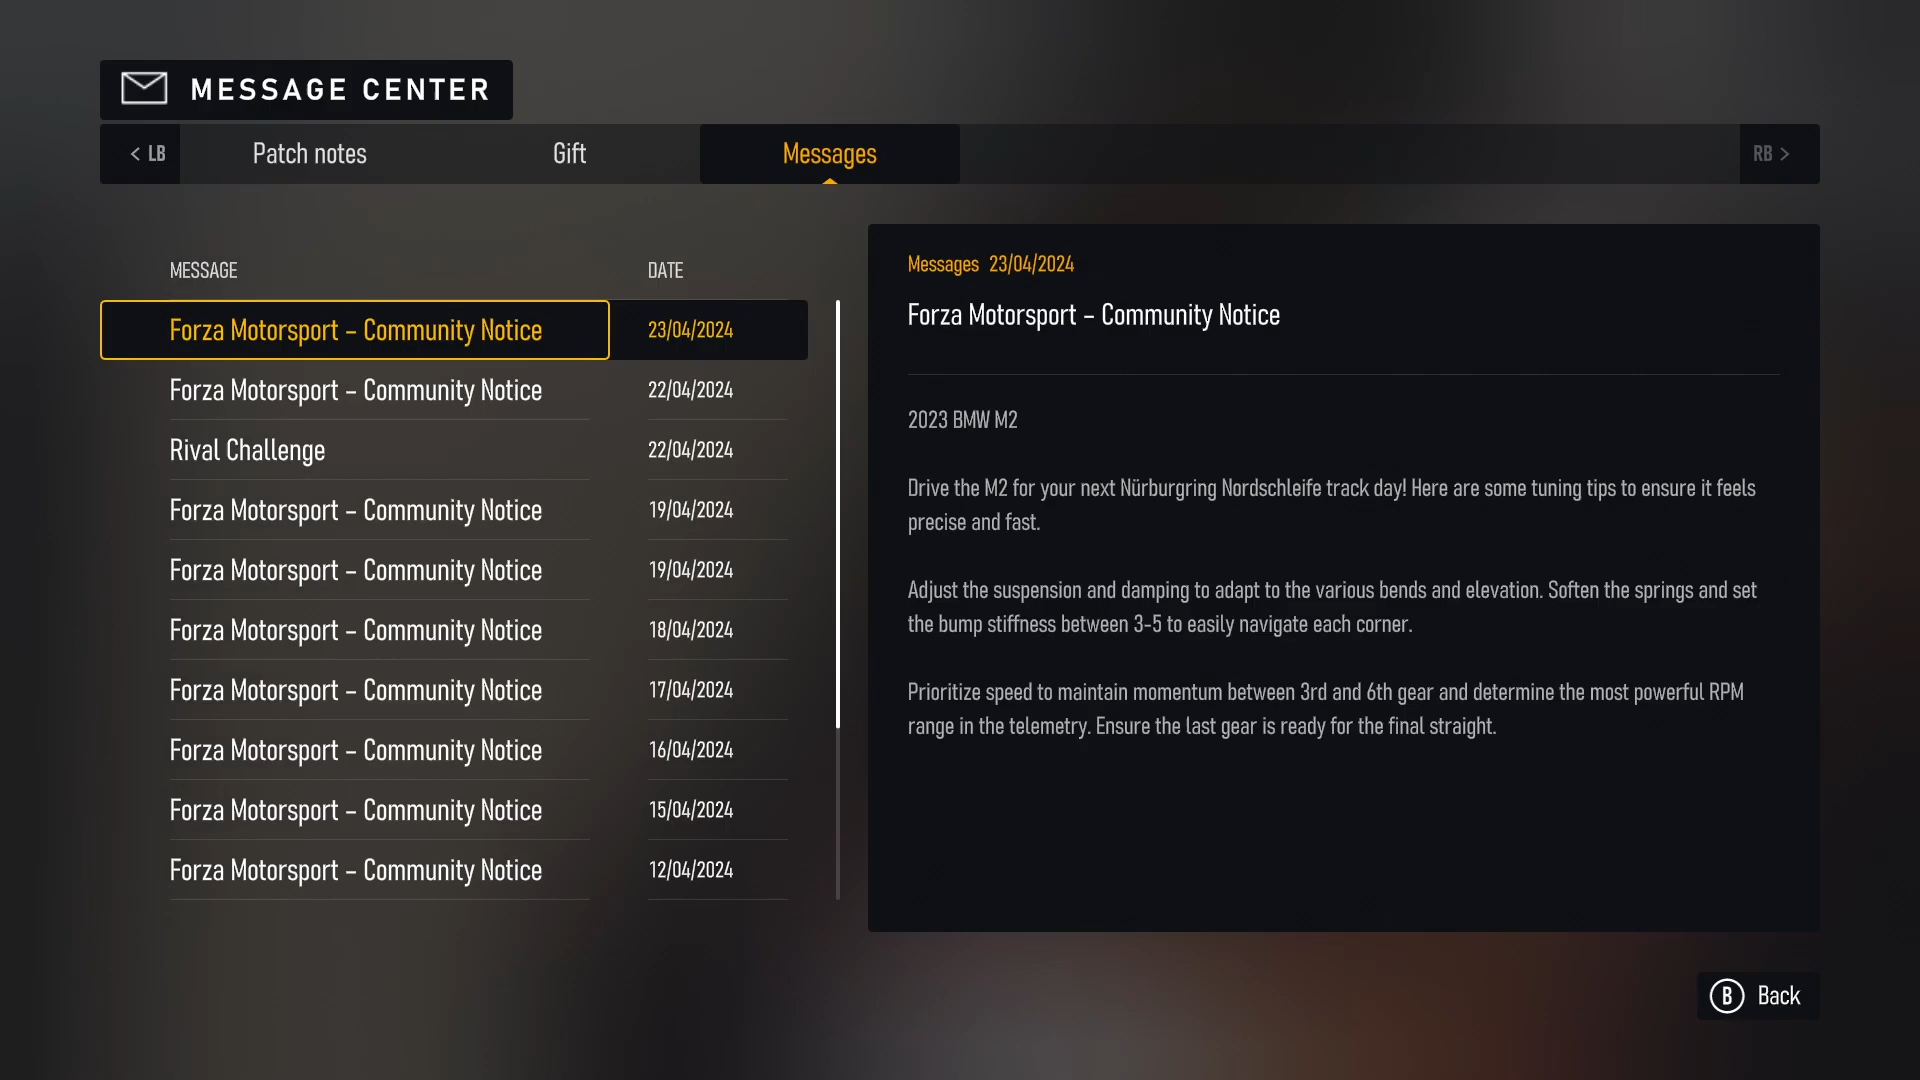 MESSAGE CENTER
< LB
Patch notes
Gift
Messages
RB >
MESSAGE
DATE
Forza Motorsport – Community Notice
23/04/2024
Forza Motorsport – Community Notice
22/04/2024
Rival Challenge
22/04/2024
Forza Motorsport – Community Notice
19/04/2024
Forza Motorsport – Community Notice
19/04/2024
Forza Motorsport – Community Notice
18/04/2024
Forza Motorsport – Community Notice
17/04/2024
Forza Motorsport – Community Notice
16/04/2024
Forza Motorsport – Community Notice
15/04/2024
Forza Motorsport – Community Notice
12/04/2024
Messages 23/04/2024
Forza Motorsport – Community Notice
2023 BMW M2
Drive the M2 for your next Nürburgring Nordschleife track day! Here are some tuning tips to ensure it feels
precise and fast.
Adjust the suspension and damping to adapt to the various bends and elevation. Soften the springs and set
the bump stiffness between 3-5 to easily navigate each corner.
Prioritize speed to maintain momentum between 3rd and 6th gear and determine the most powerful RPM
range in the telemetry. Ensure the last gear is ready for the final straight.
B Back